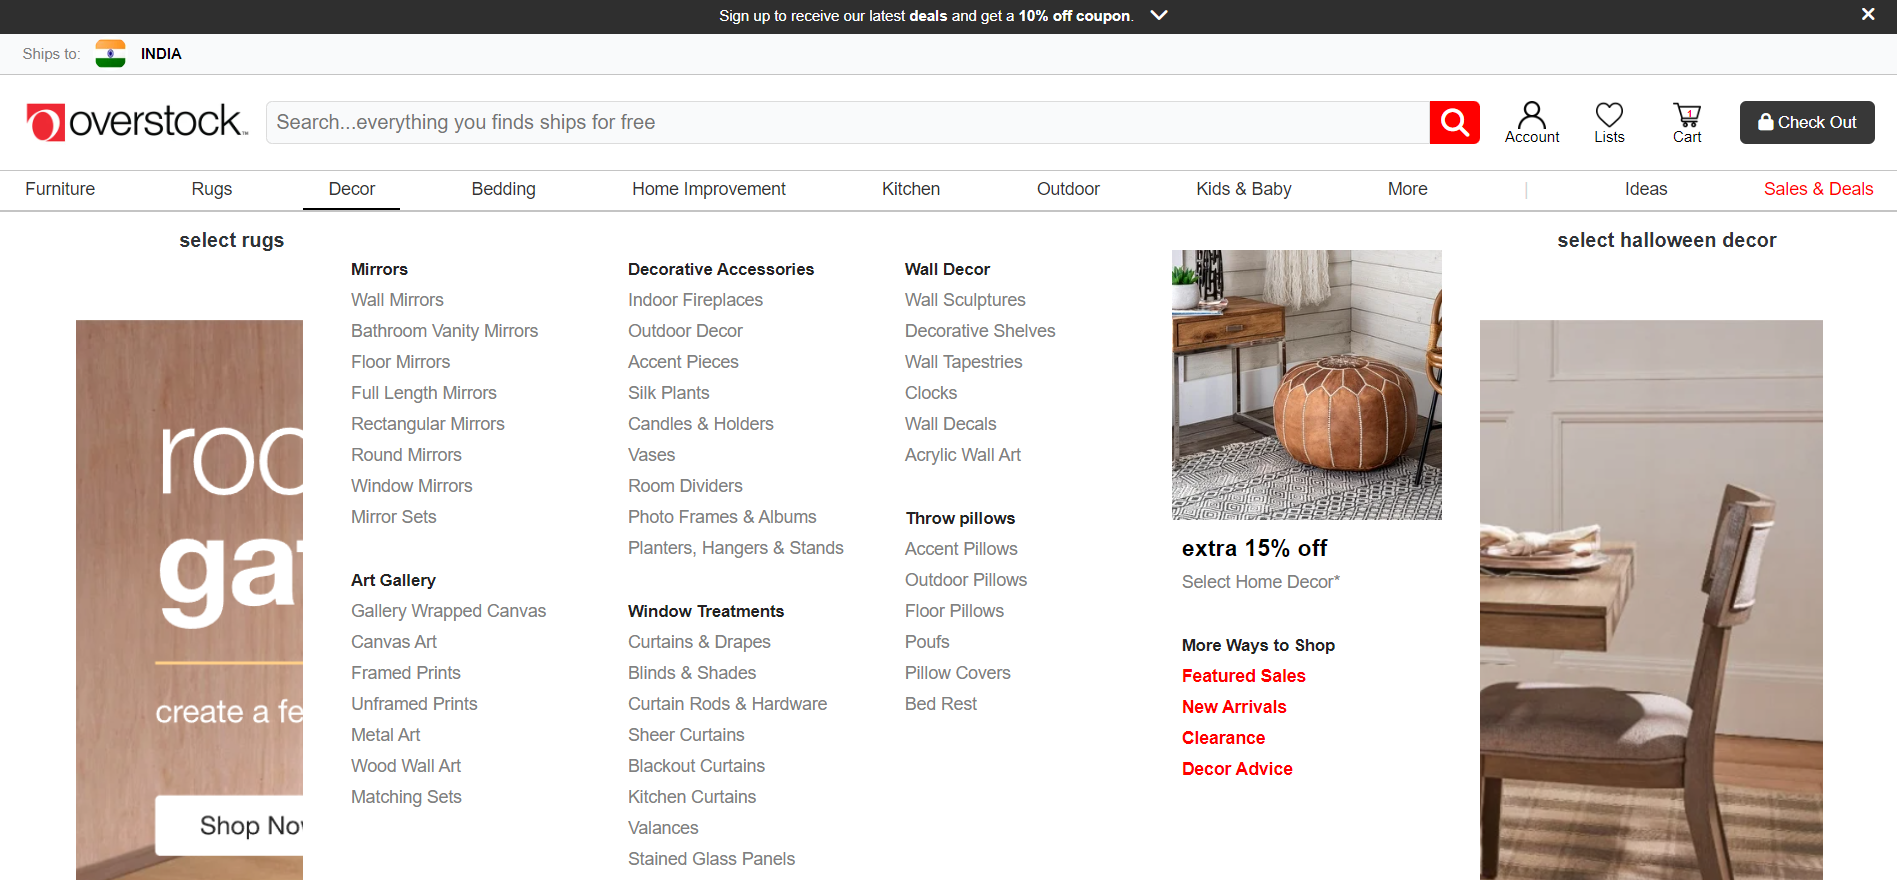 Sign up to receive our latest deals and get a 10% off coupon.
Ships to: INDIA
overstock™
Search...everything you finds ships for free
Account
Lists
1
Cart
Check Out
Furniture Rugs Decor Bedding Home Improvement Kitchen Outdoor Kids & Baby More | Ideas Sales & Deals
select rugs
select halloween decor
roo
ga
create a fe
Shop Nov
Mirrors
Wall Mirrors
Bathroom Vanity Mirrors
Floor Mirrors
Full Length Mirrors
Rectangular Mirrors
Round Mirrors
Window Mirrors
Mirror Sets
Art Gallery
Gallery Wrapped Canvas
Canvas Art
Framed Prints
Unframed Prints
Metal Art
Wood Wall Art
Matching Sets
Decorative Accessories
Indoor Fireplaces
Outdoor Decor
Accent Pieces
Silk Plants
Candles & Holders
Vases
Room Dividers
Photo Frames & Albums
Planters, Hangers & Stands
Window Treatments
Curtains & Drapes
Blinds & Shades
Curtain Rods & Hardware
Sheer Curtains
Blackout Curtains
Kitchen Curtains
Valances
Stained Glass Panels
Wall Decor
Wall Sculptures
Decorative Shelves
Wall Tapestries
Clocks
Wall Decals
Acrylic Wall Art
Throw pillows
Accent Pillows
Outdoor Pillows
Floor Pillows
Poufs
Pillow Covers
Bed Rest
extra 15% off
Select Home Decor*
More Ways to Shop
Featured Sales
New Arrivals
Clearance
Decor Advice